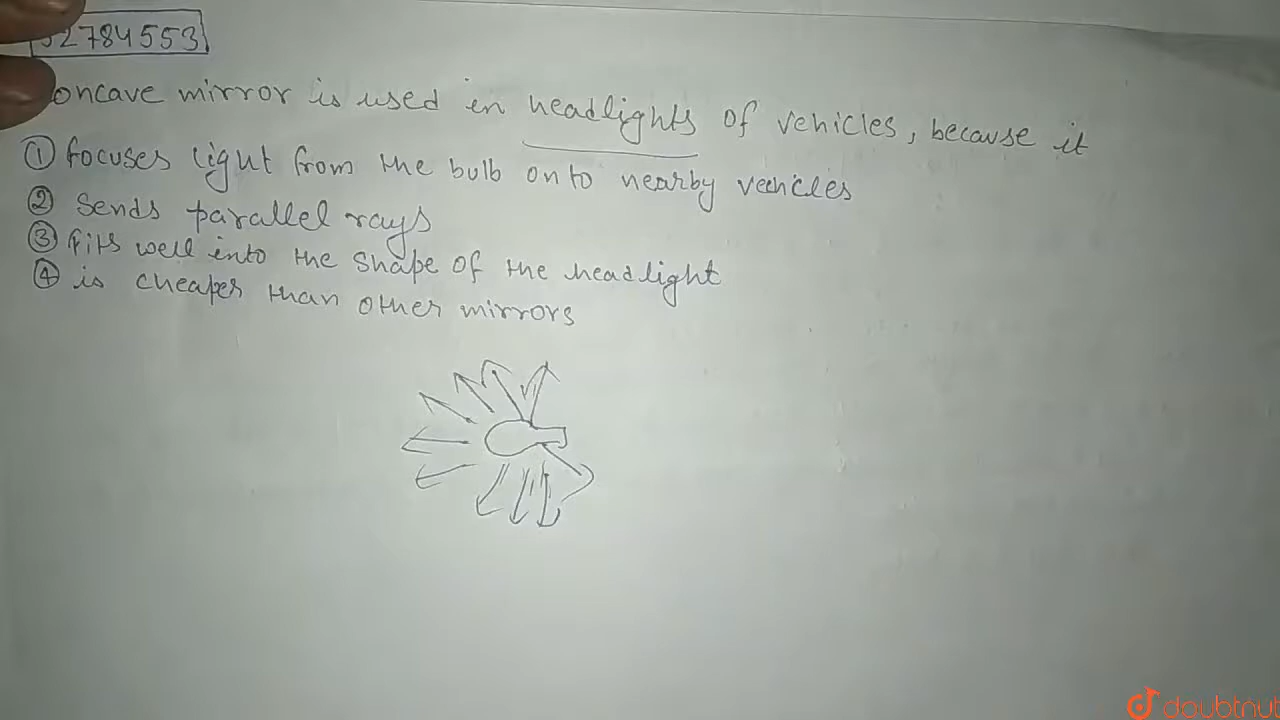 52784553
oncave mirror is used in headlights of vehicles, because it
① focuses light from the bulb onto nearby vehicles
② Sends parallel rays
③ fits well into the shape of the headlight
④ is cheaper than other mirrors
doubtnut